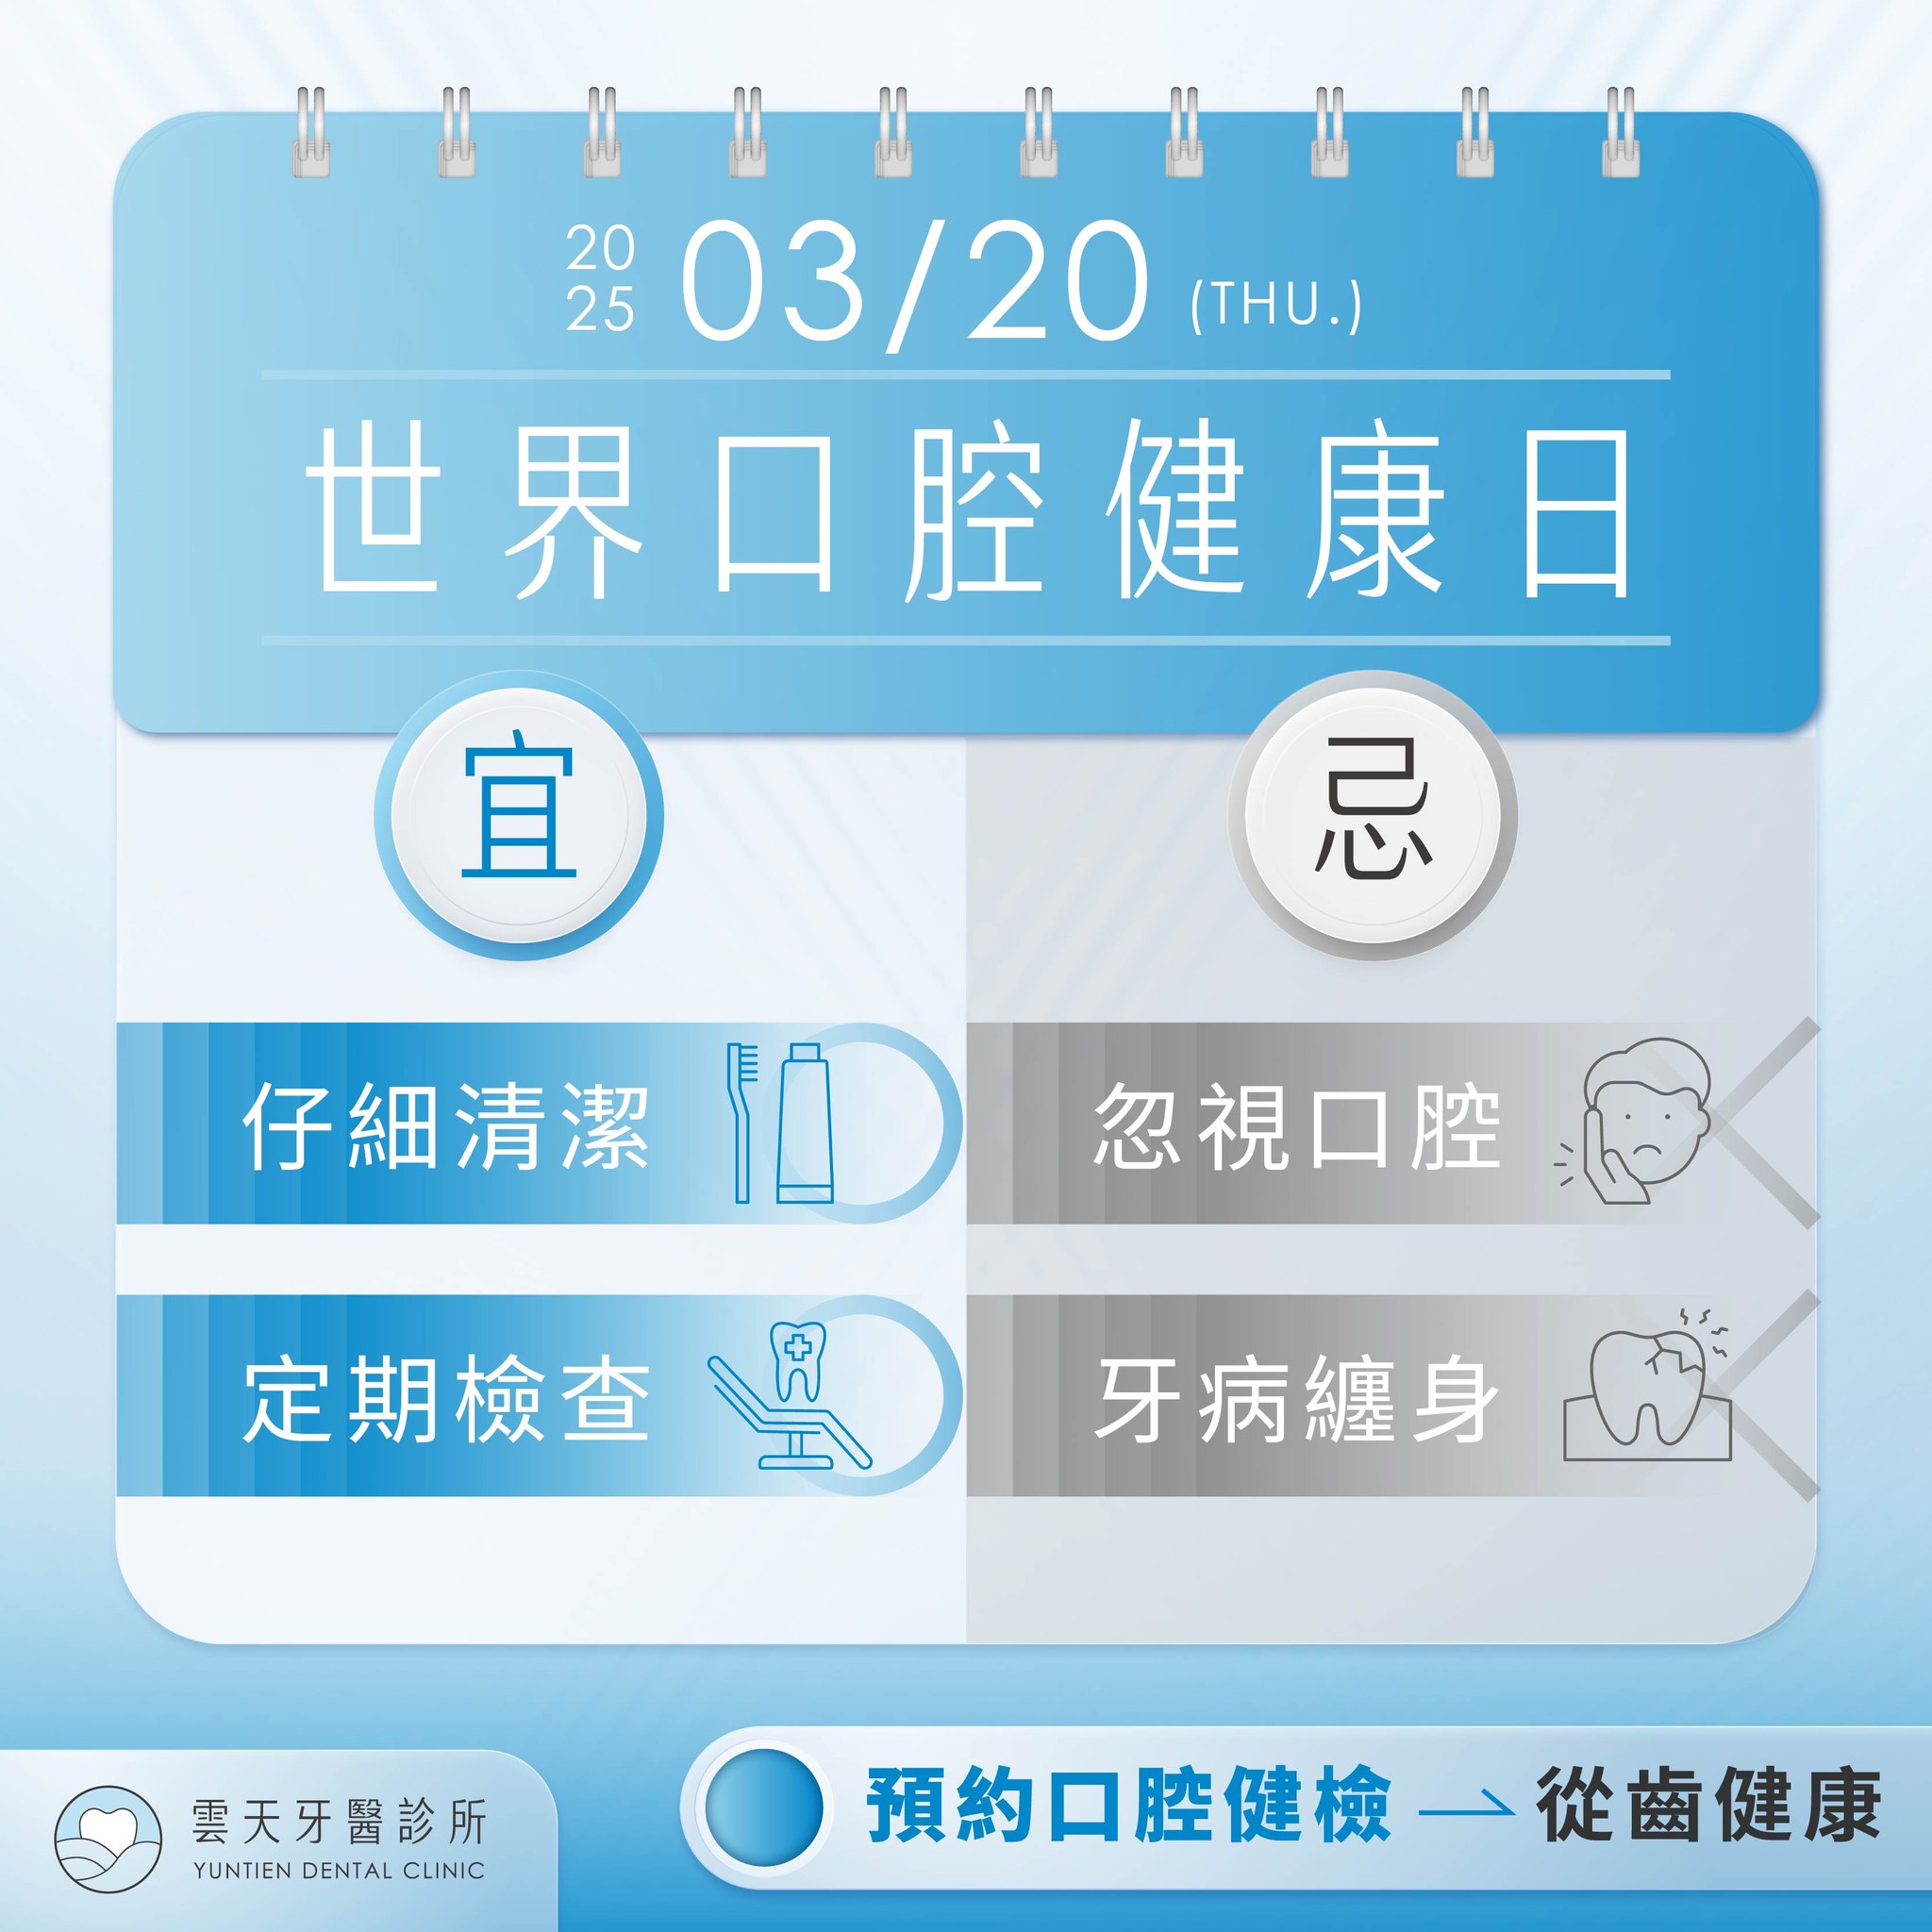 20
25
03/20 (THU.)
世界口腔健康日
宜
忌
仔細清潔
忽視口腔
定期檢查
牙病纏身
雲天牙醫診所
YUNTIEN DENTAL CLINIC
預約口腔健檢
從齒健康